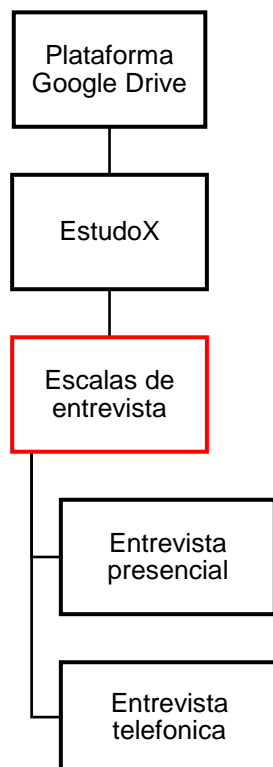 Plataforma
Google Drive
EstudoX
Escalas de
entrevista
Entrevista
presencial
Entrevista
telefonica